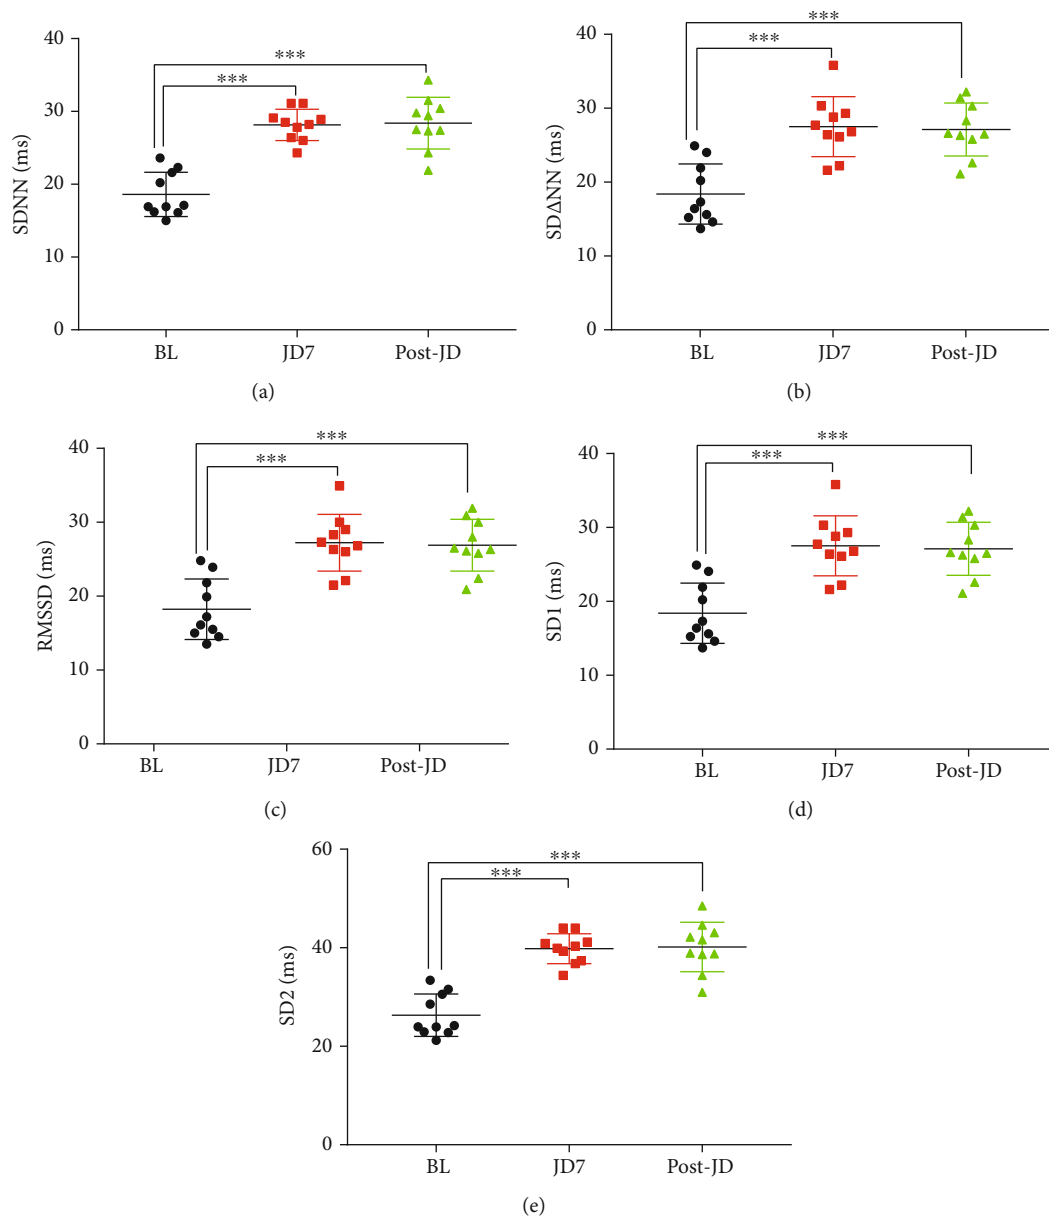 SDNN (ms)
40
30
20
10
0
***
***
BL JD7 Post-JD
(a)
SDΔNN (ms)
40
30
20
10
0
***
***
BL JD7 Post-JD
(b)
RMSSD (ms)
40
30
20
10
0
***
***
BL JD7 Post-JD
(c)
SD1 (ms)
40
30
20
10
0
***
***
BL JD7 Post-JD
(d)
SD2 (ms)
60
40
20
0
***
***
BL JD7 Post-JD
(e)